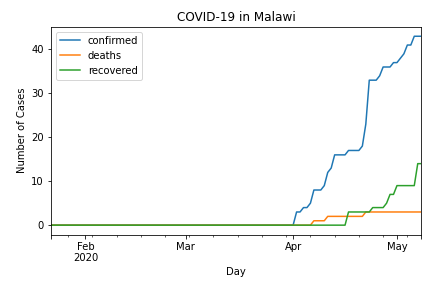 COVID-19 in Malawi
confirmed
deaths
recovered
Number of Cases
40
30
20
10
0
Feb
2020
Mar
Apr
May
Day